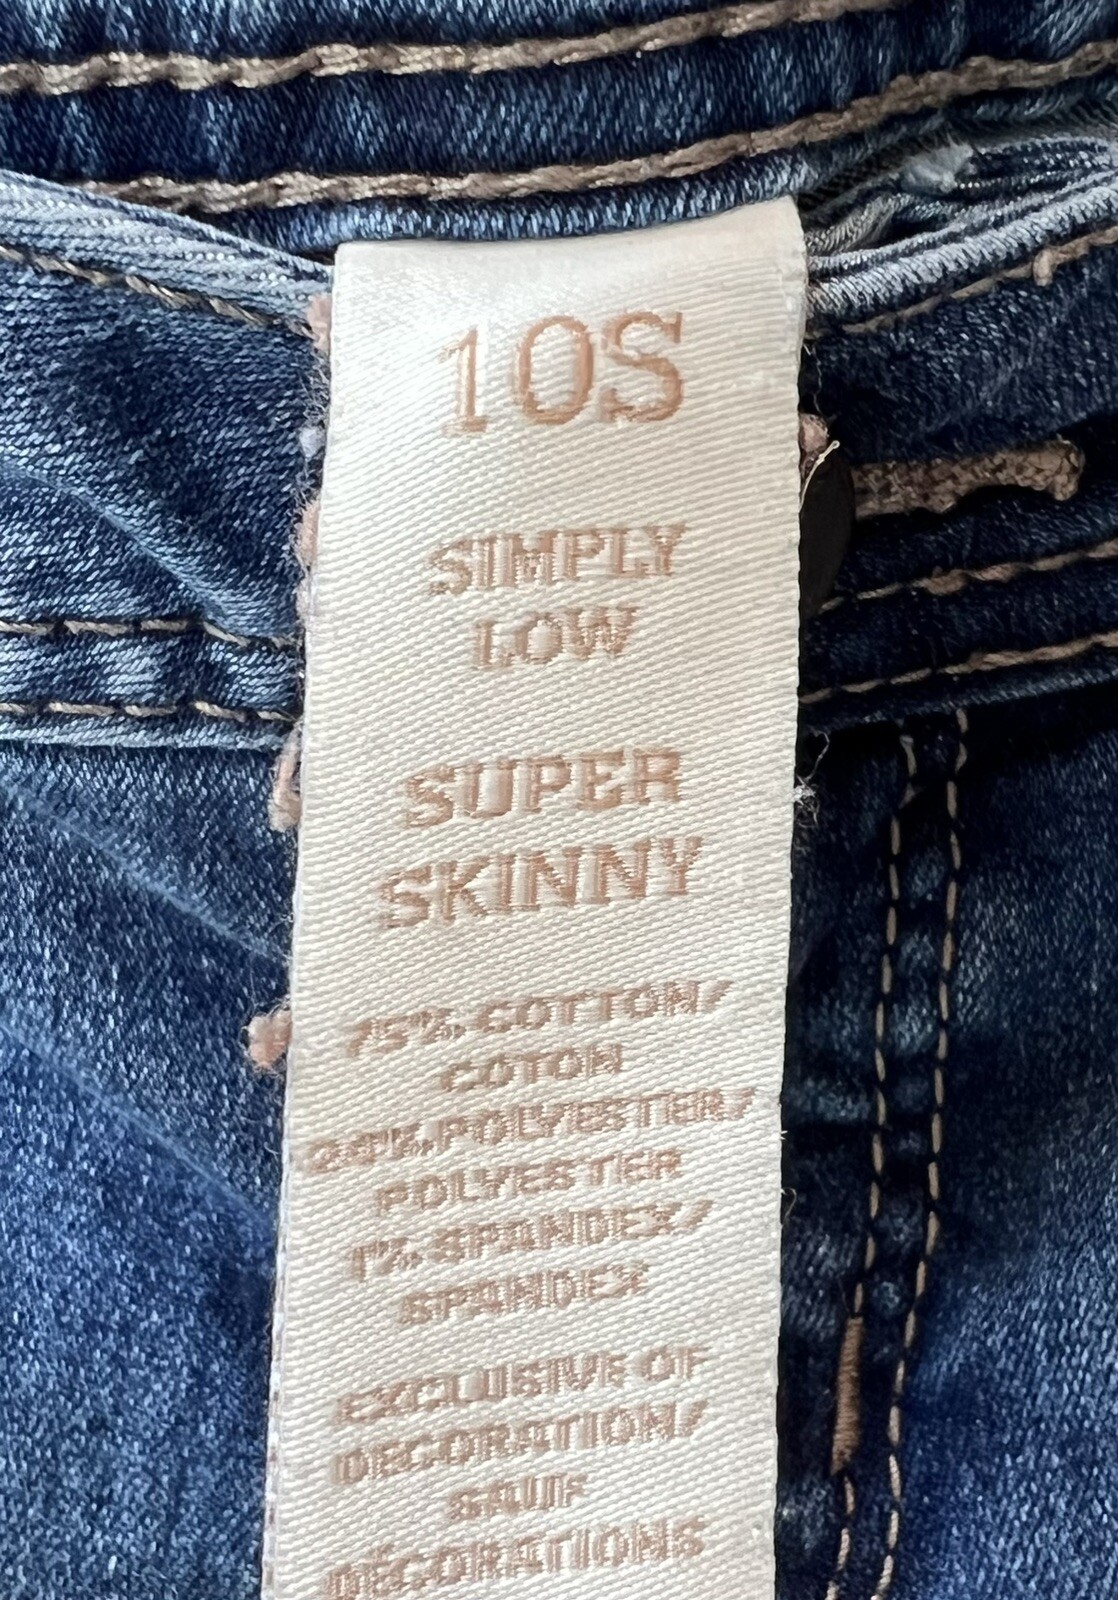 10S
SIMPLY
LOW
SUPER
SKINNY
75% COTTON/
COTON
24% POLYESTER/
POLYESTER
1% SPANDEX/
SPANDEX
EXCLUSIVE OF
DECORATION/
SAUF
DÉCORATIONS